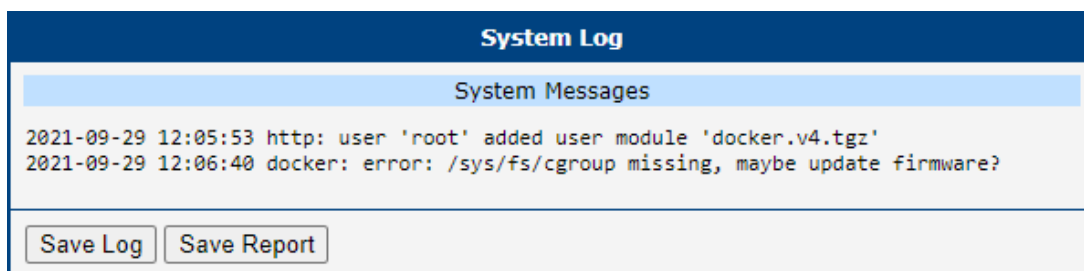 System Log
System Messages
2021-09-29 12:05:53 http: user 'root' added user module 'docker.v4.tgz'
2021-09-29 12:06:40 docker: error: /sys/fs/cgroup missing, maybe update firmware?
Save Log Save Report